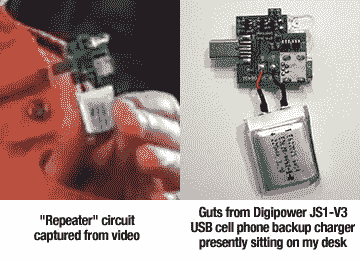 "Repeater" circuit
captured from video
Guts from Digipower JS1-V3
USB cell phone backup charger
presently sitting on my desk